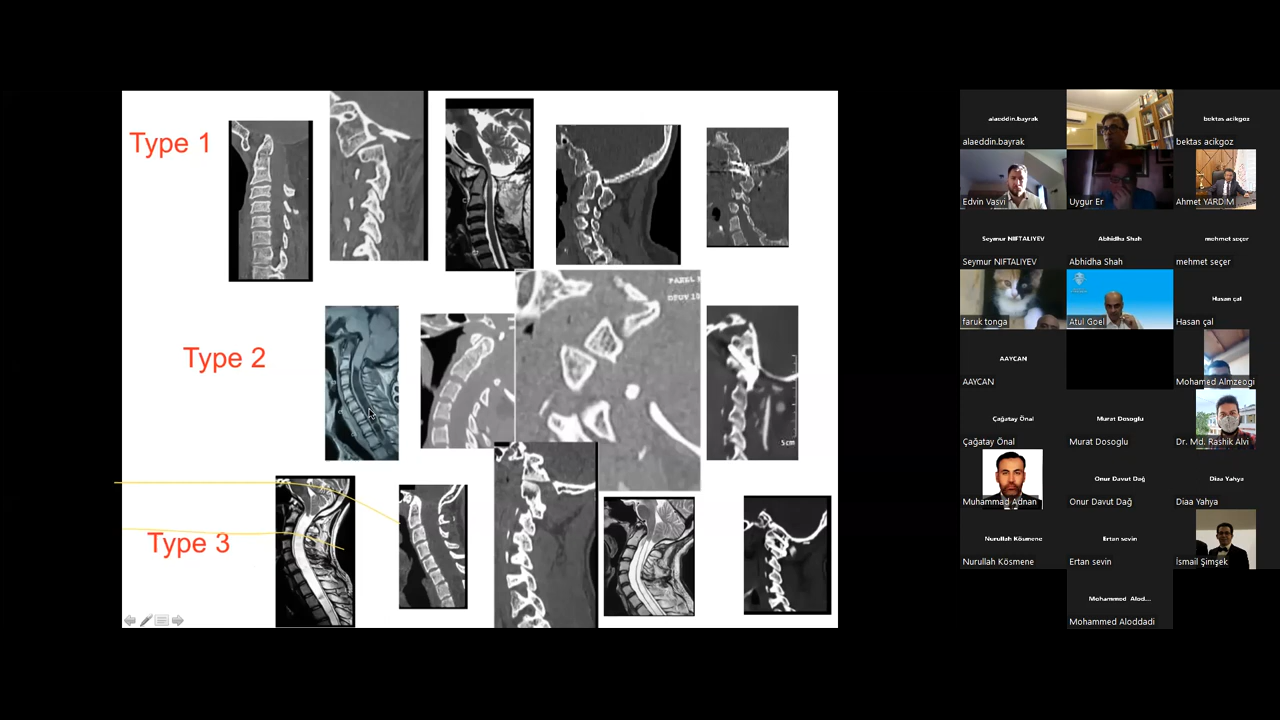 Type 1
PAREL
5cm
Type 2
Type 3
5cm
alaeddin.bayrak
alaeddin.bayrak
bektas acikgoz
bektas acikgoz
Edvin Vasvi
Uygur Er
Ahmet YARDIM
Seymur NIFTALIYEV
Seymur NIFTALIYEV
Abhidha Shah
Abhidha Shah
mehmet seçer
mehmet seçer
faruk tonga
Atul Goel
Hasan çal
Hasan çal
AAYCAN
AAYCAN
Mohamed Almzeogi
Çağatay Önal
Çağatay Önal
Murat Dosoglu
Murat Dosoglu
Dr. Md. Rashik Alvi
Muhammad Adnan
Onur Davut Dağ
Onur Davut Dağ
Diaa Yahya
Diaa Yahya
Nurullah Kösmene
Nurullah Kösmene
Ertan sevin
Ertan sevin
İsmail Şimşek
Mohammed Alod...
Mohammed Aloddadi